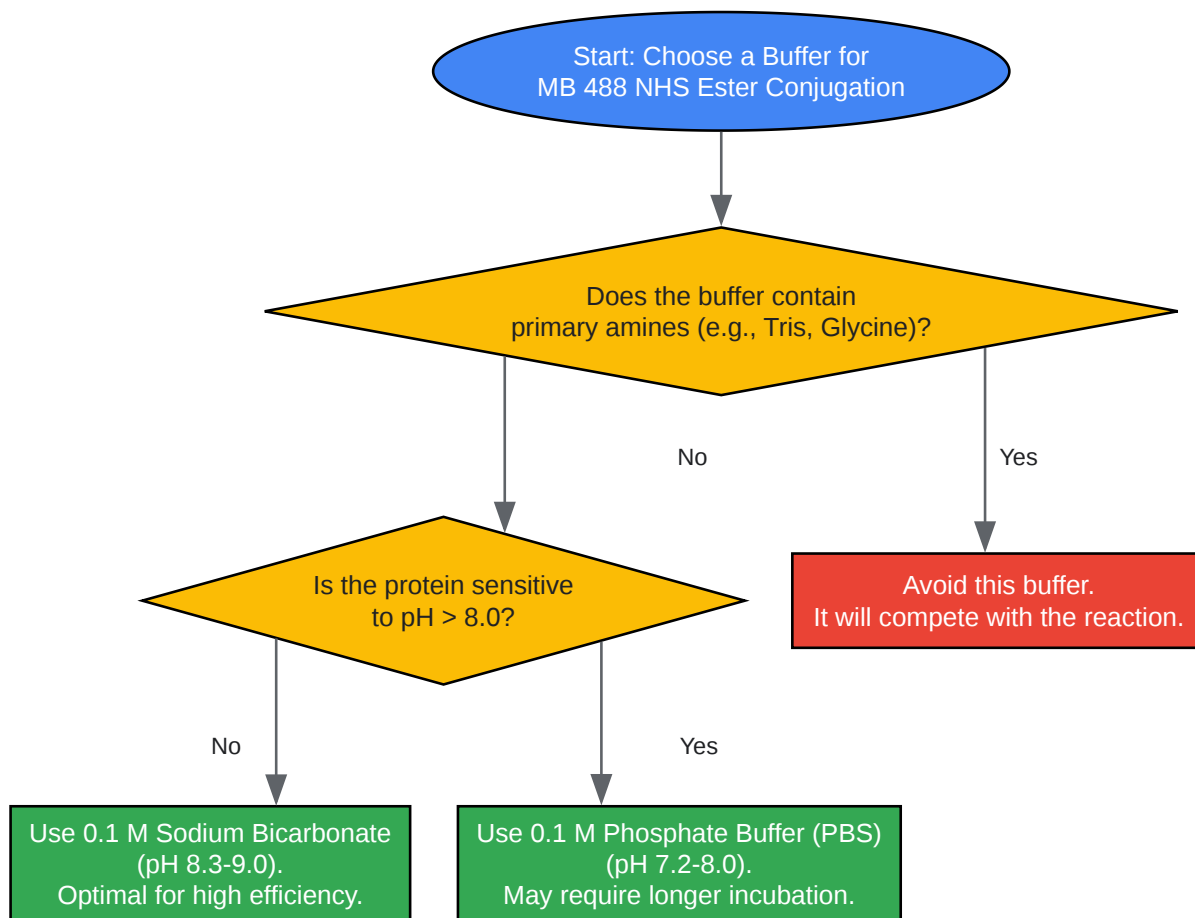 Start: Choose a Buffer for
MB 488 NHS Ester Conjugation
Does the buffer contain
primary amines (e.g., Tris, Glycine)?
No
Yes
Is the protein sensitive
to pH > 8.0?
Avoid this buffer.
It will compete with the reaction.
No
Yes
Use 0.1 M Sodium Bicarbonate
(pH 8.3-9.0).
Optimal for high efficiency.
Use 0.1 M Phosphate Buffer (PBS)
(pH 7.2-8.0).
May require longer incubation.